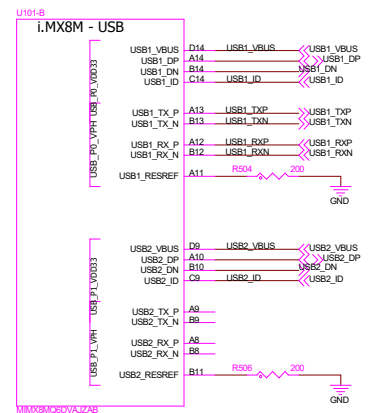 U101-B
i.MX8M - USB
USB_P0_VDD33
USB_P0_VPH
USB1_VBUS D14 USB1_VBUS USB1_VBUS
USB1_DP A14 USB1_DP
USB1_DN B14 USB1_DN
USB1_ID C14 USB1_ID USB1_ID
USB1_TX_P A13 USB1_TXP USB1_TXP
USB1_TX_N B13 USB1_TXN USB1_TXN
USB1_RX_P A12 USB1_RXP USB1_RXP
USB1_RX_N B12 USB1_RXN USB1_RXN
USB1_RESREF A11 R504 200
GND
USB_P1_VDD33
USB_P1_VPH
USB2_VBUS D9 USB2_VBUS USB2_VBUS
USB2_DP A10 USB2_DP
USB2_DN B10 USB2_DN
USB2_ID C9 USB2_ID USB2_ID
USB2_TX_P A9
USB2_TX_N B9
USB2_RX_P A8
USB2_RX_N B8
USB2_RESREF B11 R506 200
GND
MIMX8MQ6DVAJZAB